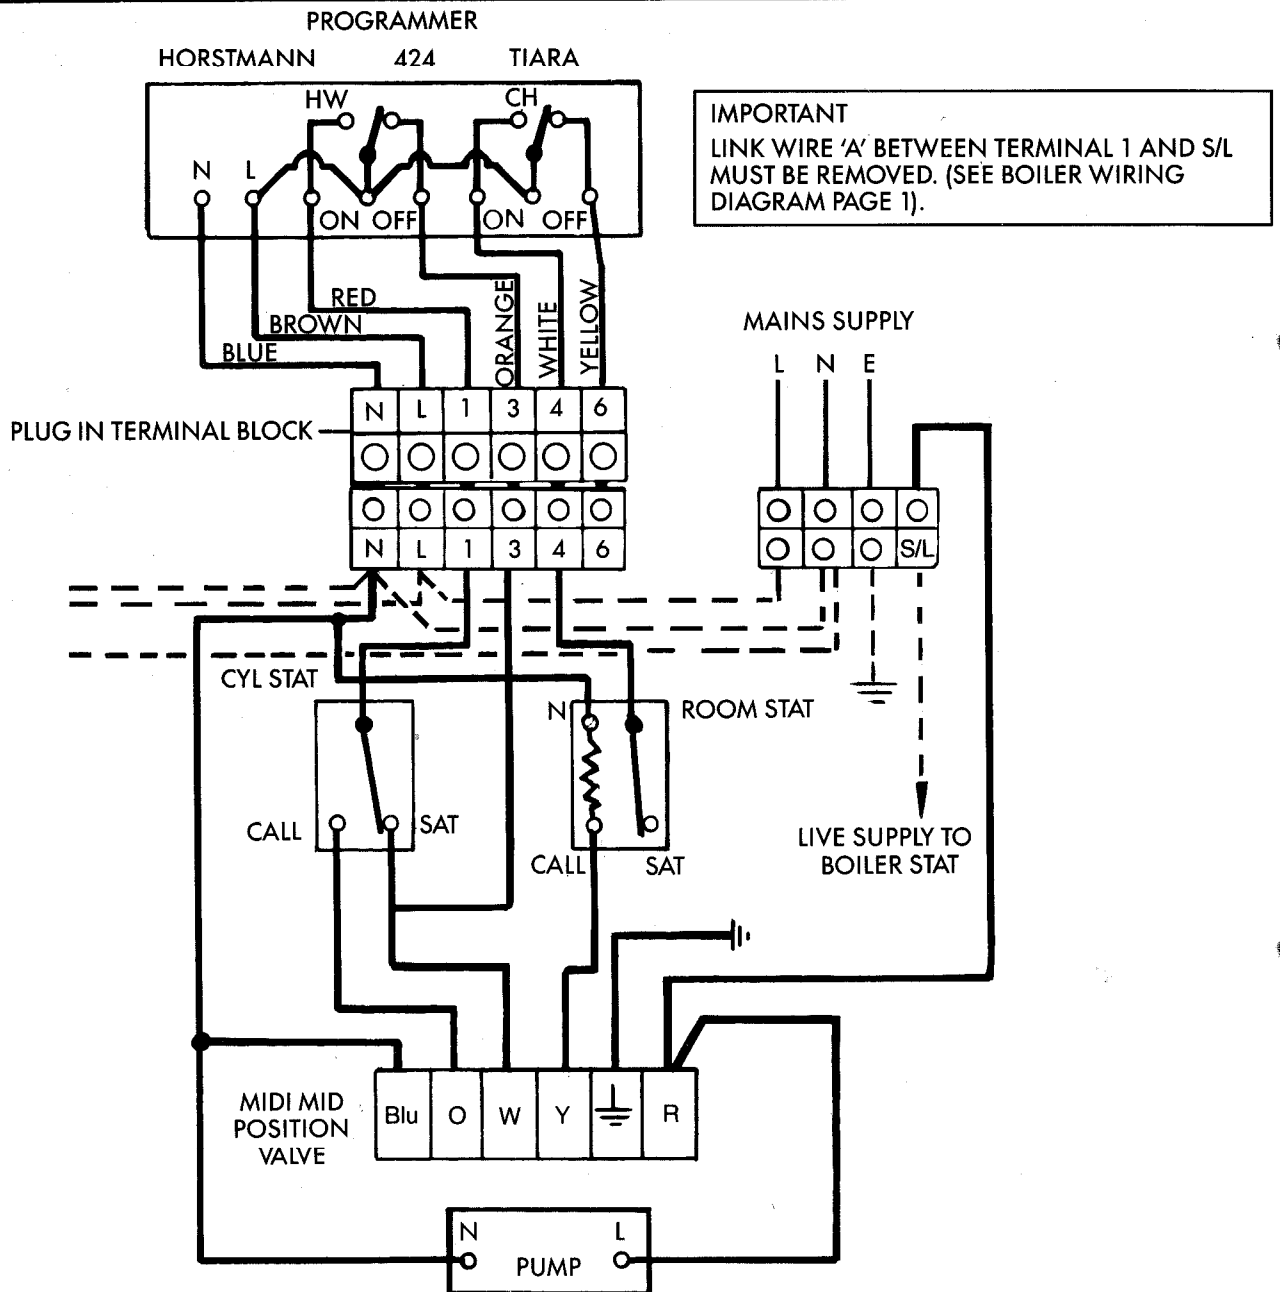 PROGRAMMER
HORSTMANN 424 TIARA
HW CH
N L
ON OFF ON OFF
IMPORTANT
LINK WIRE 'A' BETWEEN TERMINAL 1 AND S/L
MUST BE REMOVED. (SEE BOILER WIRING
DIAGRAM PAGE 1).
RED
BROWN
BLUE
ORANGE
WHITE
YELLOW
MAINS SUPPLY
L N E
PLUG IN TERMINAL BLOCK
N L 1 3 4 6
N L 1 3 4 6
S/L
CYL STAT
N
ROOM STAT
CALL SAT
CALL SAT
LIVE SUPPLY TO
BOILER STAT
MIDI MID
POSITION
VALVE
Blu O W Y R
N L
PUMP